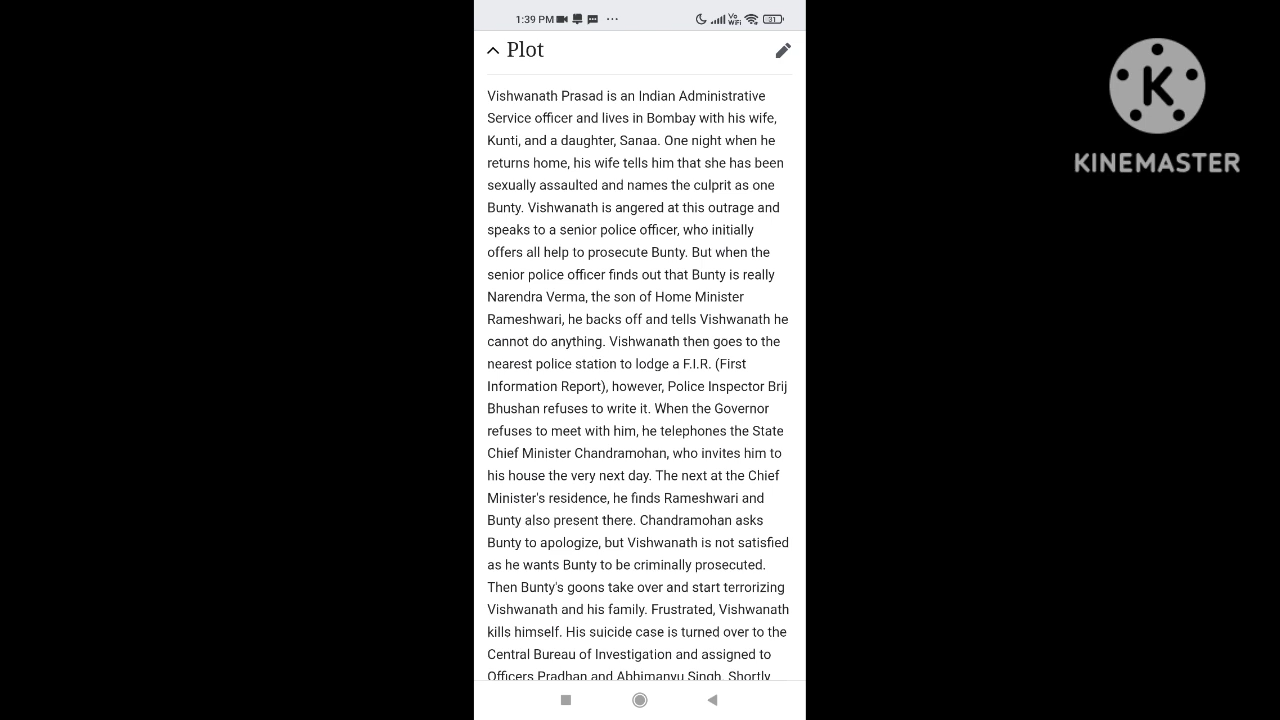 1:39 PM
Vo
WiFi
31
Plot
K
KINEMASTER
Vishwanath Prasad is an Indian Administrative
Service officer and lives in Bombay with his wife,
Kunti, and a daughter, Sanaa. One night when he
returns home, his wife tells him that she has been
sexually assaulted and names the culprit as one
Bunty. Vishwanath is angered at this outrage and
speaks to a senior police officer, who initially
offers all help to prosecute Bunty. But when the
senior police officer finds out that Bunty is really
Narendra Verma, the son of Home Minister
Rameshwari, he backs off and tells Vishwanath he
cannot do anything. Vishwanath then goes to the
nearest police station to lodge a F.I.R. (First
Information Report), however, Police Inspector Brij
Bhushan refuses to write it. When the Governor
refuses to meet with him, he telephones the State
Chief Minister Chandramohan, who invites him to
his house the very next day. The next at the Chief
Minister's residence, he finds Rameshwari and
Bunty also present there. Chandramohan asks
Bunty to apologize, but Vishwanath is not satisfied
as he wants Bunty to be criminally prosecuted.
Then Bunty's goons take over and start terrorizing
Vishwanath and his family. Frustrated, Vishwanath
kills himself. His suicide case is turned over to the
Central Bureau of Investigation and assigned to
Officers Pradhan and Abhimanyu Singh. Shortly